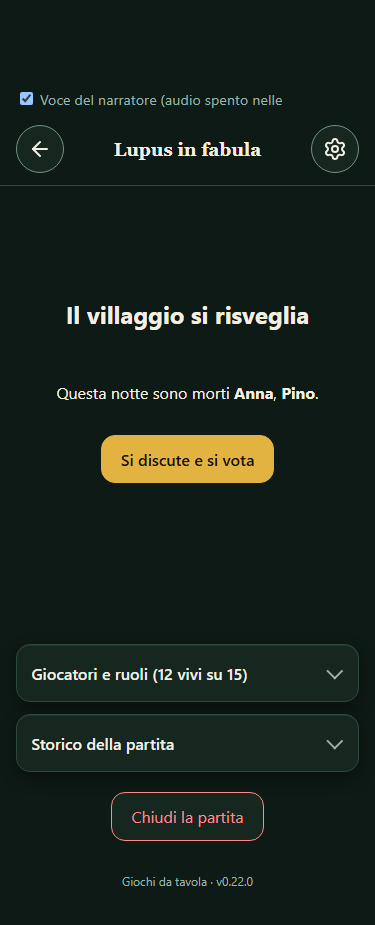 Voce del narratore (audio spento nelle
Lupus in fabula
Il villaggio si risveglia
Questa notte sono morti Anna, Pino.
Si discute e si vota
Giocatori e ruoli (12 vivi su 15)
Storico della partita
Chiudi la partita
Giochi da tavola · v0.22.0